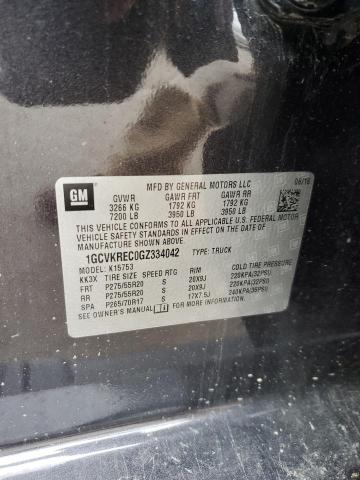 GM
MFD BY GENERAL MOTORS LLC 06/16
GVWR GAWR FRT GAWR RR
3266 KG 1792 KG 1792 KG
7200 LB 3950 LB 3950 LB
THIS VEHICLE CONFORMS TO ALL APPLICABLE U.S. FEDERAL MOTOR
VEHICLE SAFETY STANDARDS IN EFFECT ON THE DATE OF
MANUFACTURE SHOWN ABOVE.
1GCVKREC0GZ334042 TYPE: TRUCK
MODEL: K15753
KK3X TIRE SIZE SPEED RTG RIM COLD TIRE PRESSURE
FRT P275/55R20 S 20X9J 220KPA(32PSI)
RR P275/55R20 S 20X9J 220KPA(32PSI)
SPA P265/70R17 S 17X7.5J 240KPA(35PSI)
SEE OWNER'S MANUAL FOR ADDITIONAL INFORMATION.